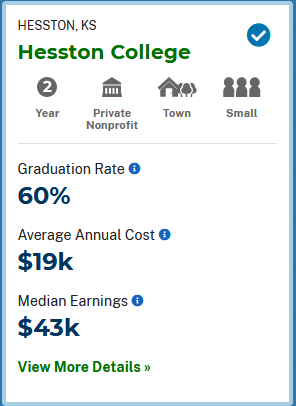 HESSTON, KS
Hesston College
2
Year
Private
Nonprofit
Town
Small
Graduation Rate
60%
Average Annual Cost
$19k
Median Earnings
$43k
View More Details »